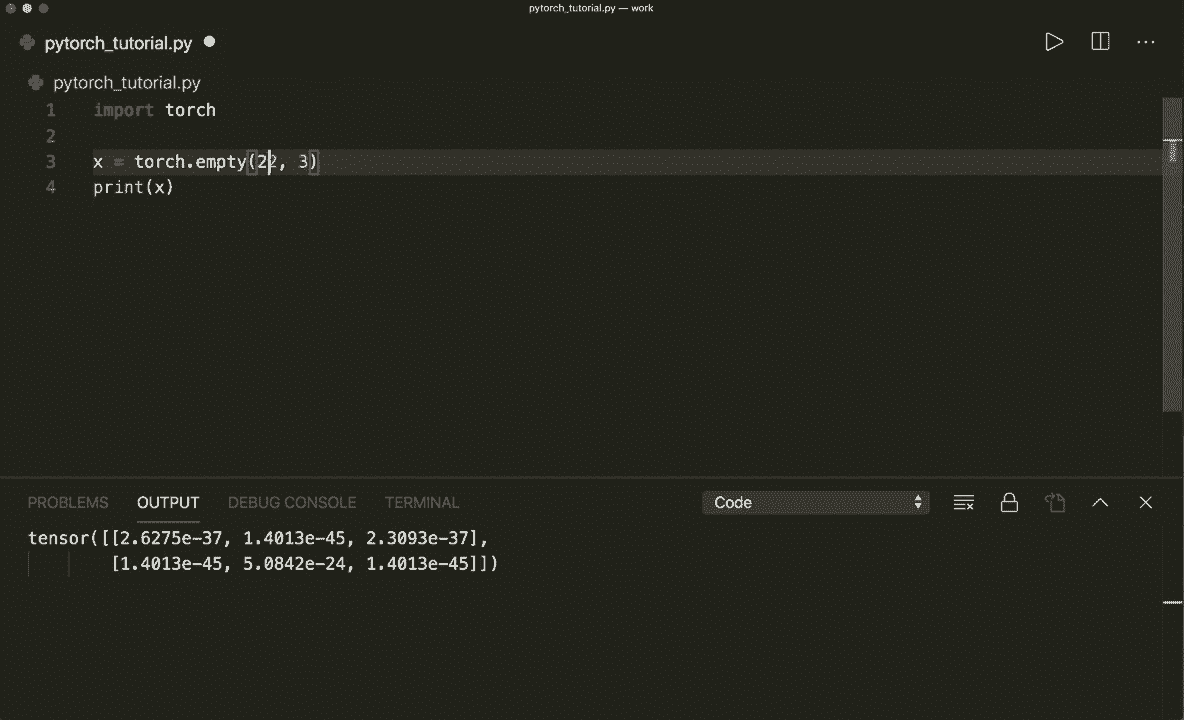 pytorch_tutorial.py — work
pytorch_tutorial.py
pytorch_tutorial.py
1 import torch
2
3 x = torch.empty(22, 3)
4 print(x)
PROBLEMS OUTPUT DEBUG CONSOLE TERMINAL Code
tensor([[2.6275e-37, 1.4013e-45, 2.3093e-37],
[1.4013e-45, 5.0842e-24, 1.4013e-45]])